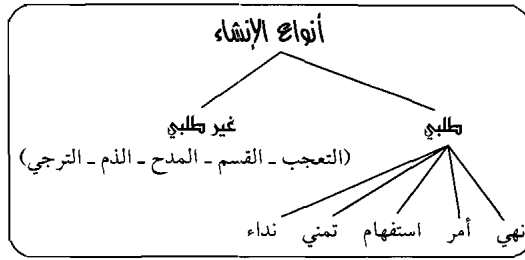 أنواع الإنشاء
طلبي
غير طلبي
(التعجب - القسم - المدح - الذم - الترجي)
نهي
أمر
استفهام
تمني
نداء